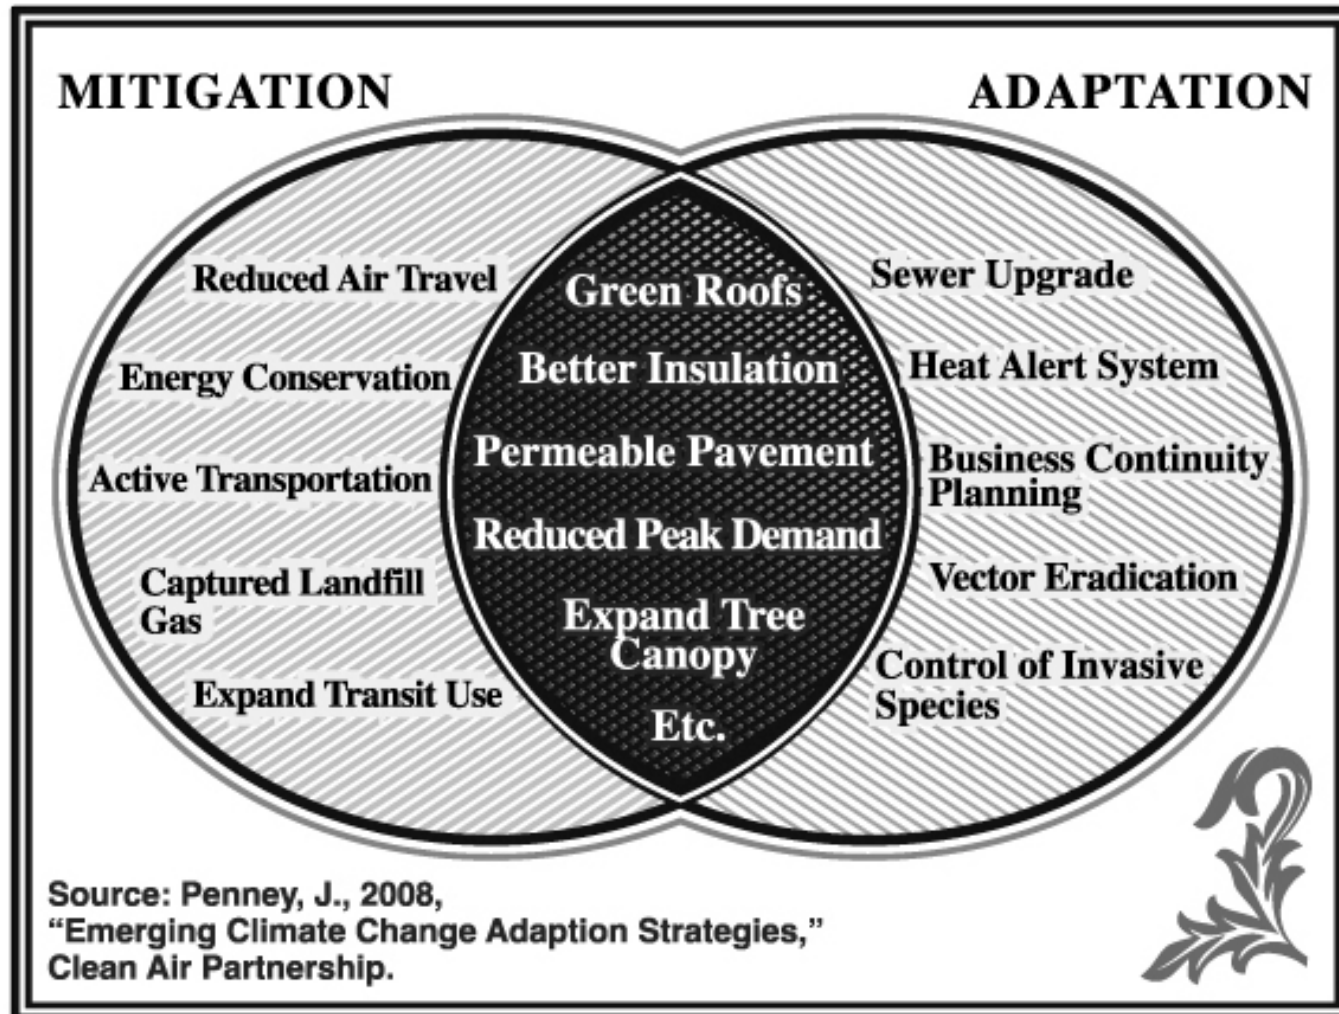 MITIGATION
ADAPTATION
Reduced Air Travel
Energy Conservation
Active Transportation
Captured Landfill
Gas
Expand Transit Use
Green Roofs
Better Insulation
Permeable Pavement
Reduced Peak Demand
Expand Tree
Canopy
Etc.
Sewer Upgrade
Heat Alert System
Business Continuity
Planning
Vector Eradication
Control of Invasive
Species
Source: Penney, J., 2008,
“Emerging Climate Change Adaption Strategies,”
Clean Air Partnership.